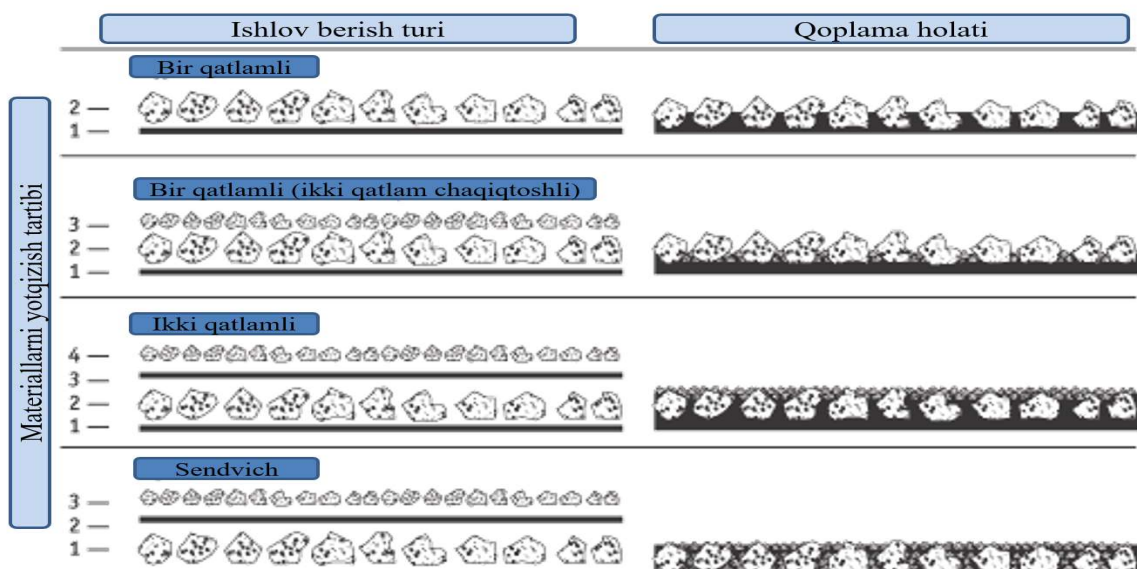 Ishlov berish turi
Qoplama holati
Materiallarni yotqizish tartibi
Bir qatlamli
2
1
Bir qatlamli (ikki qatlam chaqiqtoshli)
3
2
1
Ikki qatlamli
4
3
2
1
Sendvich
3
2
1